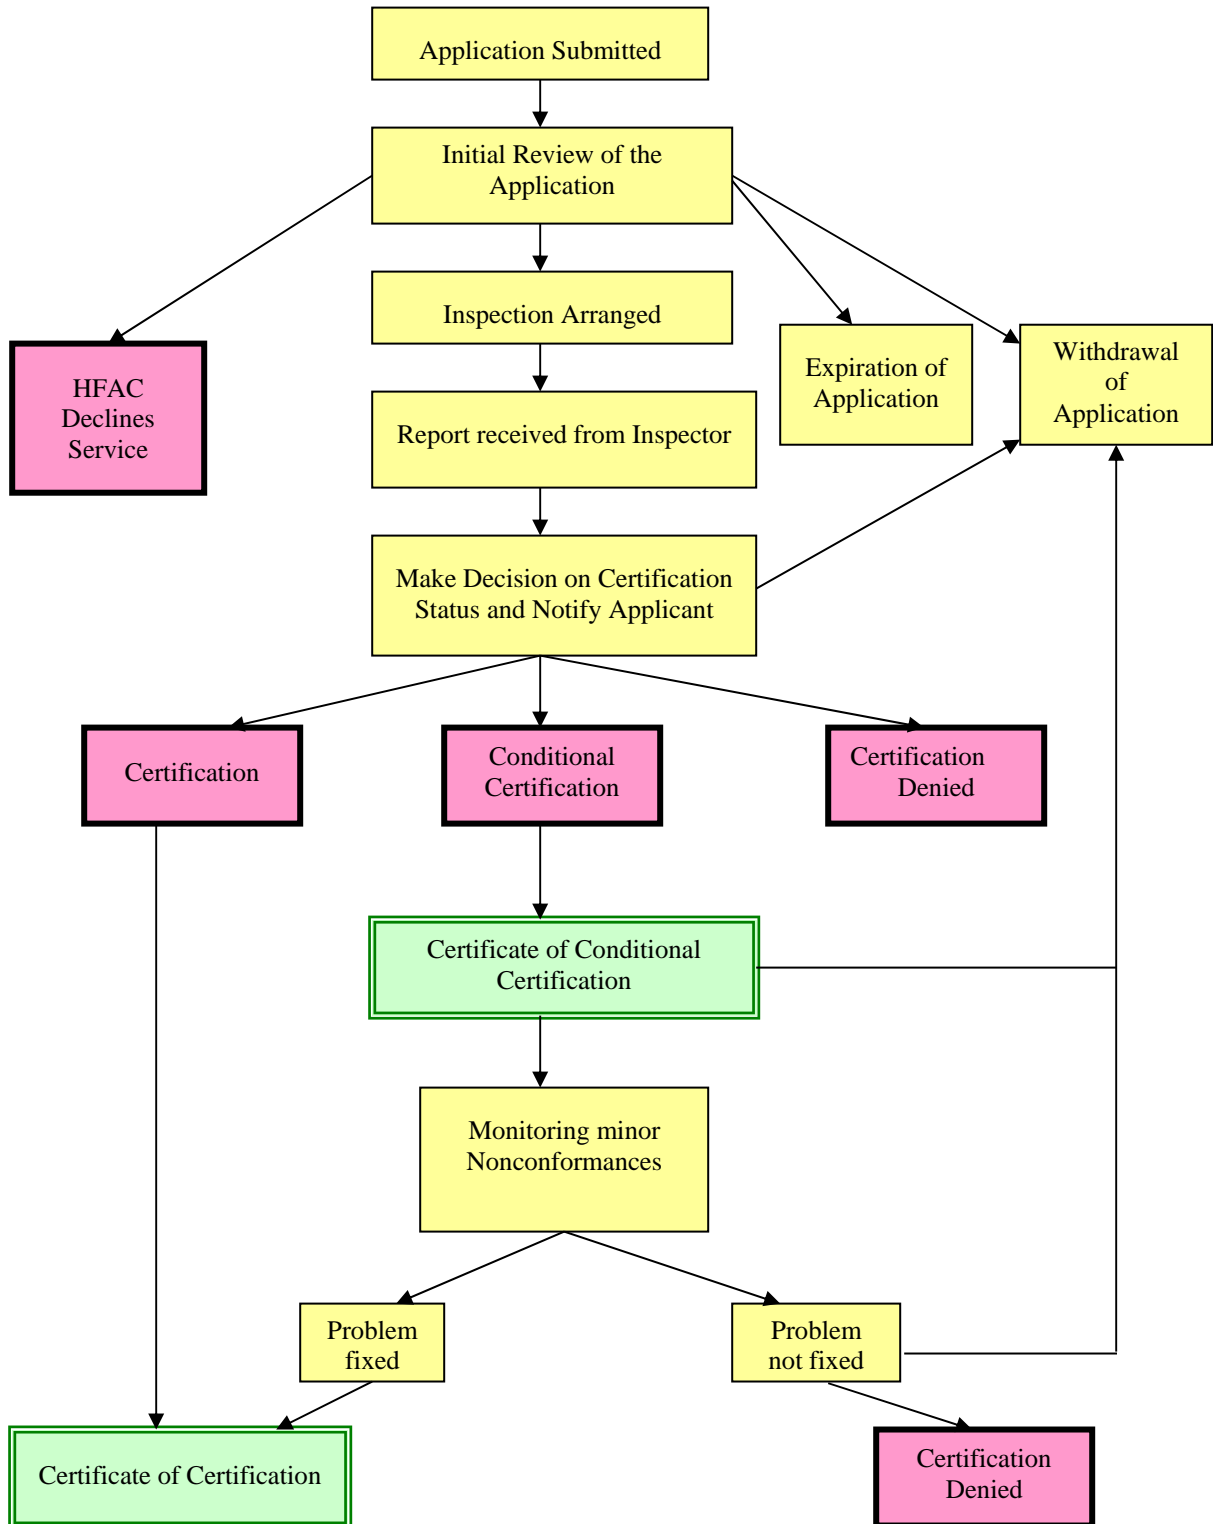 Application Submitted
Initial Review of the
Application
Inspection Arranged
HFAC
Declines
Service
Expiration of
Application
Withdrawal
of
Application
Report received from Inspector
Make Decision on Certification
Status and Notify Applicant
Certification
Conditional
Certification
Certification
Denied
Certificate of Conditional
Certification
Monitoring minor
Nonconformances
Problem
fixed
Problem
not fixed
Certificate of Certification
Certification
Denied